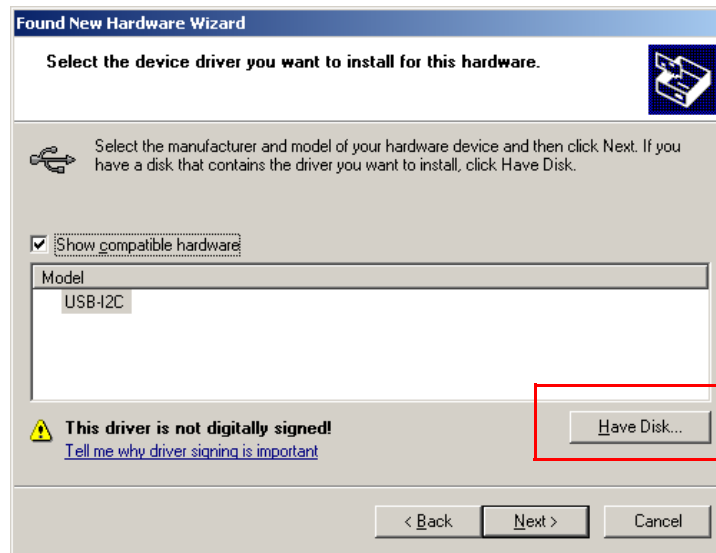 Found New Hardware Wizard
Select the device driver you want to install for this hardware.
Select the manufacturer and model of your hardware device and then click Next. If you
have a disk that contains the driver you want to install, click Have Disk.
Show compatible hardware
Model
USB-I2C
This driver is not digitally signed!
Have Disk...
Tell me why driver signing is important
< Back
Next >
Cancel